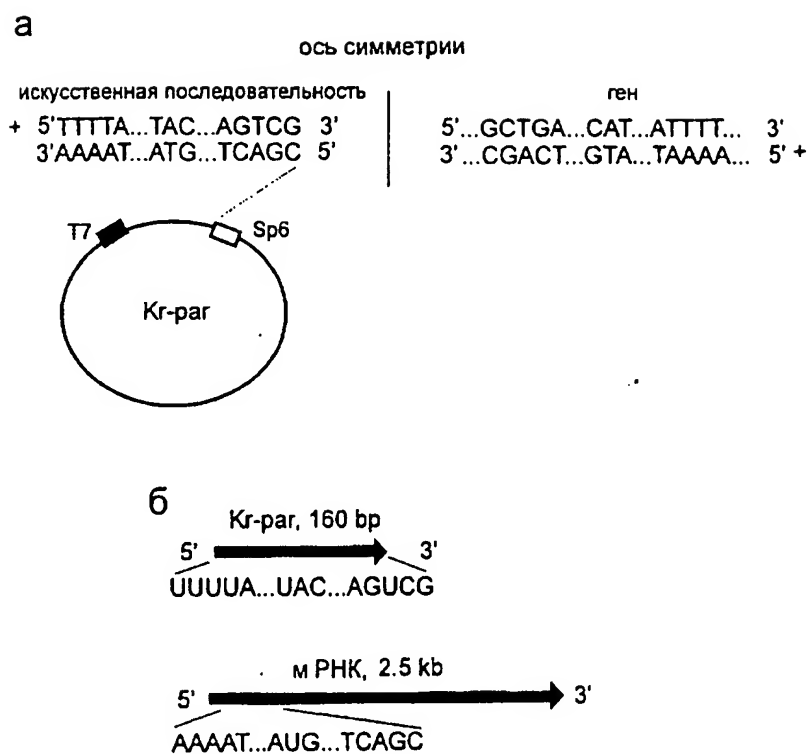 а
ось симметрии
искусственная последовательность
ген
+ 5'TTTTA...TAC...AGTCG 3'
3'AAAAT...ATG...TCAGC 5'
5'...GCTGA...CAT...ATTTT... 3'
3'...CGACT...GTA...TAAAA... 5' +
T7
Sp6
Kr-par
б
Kr-par, 160 bp
5' 3'
UUUUA...UAC...AGUCG
м РНК, 2.5 kb
5' 3'
AAAAT...AUG...TCAGC